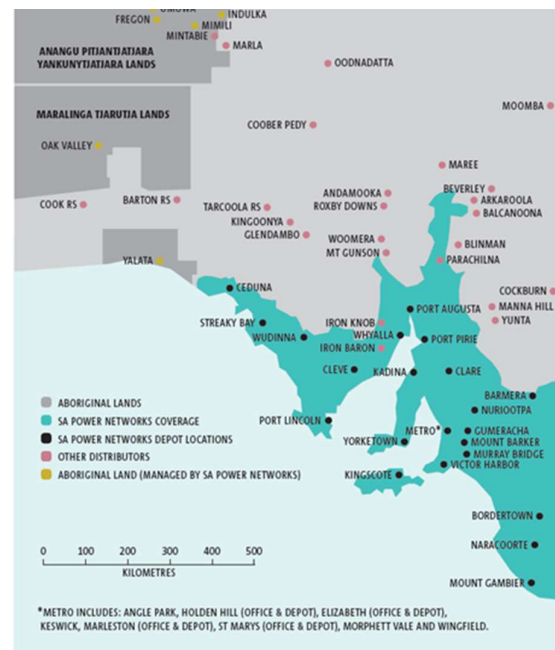 UMUWA
INDULKA
FREGON
MIMILI
MINTABIE
MARLA
ANANGU PITJANTJATJARA
YANKUNYTJATJARA LANDS
OODNADATTA
MARALINGA TJARUTJA LANDS
MOOMBA
COOBER PEDY
OAK VALLEY
MAREE
BEVERLEY
ANDAMOOKA
ARKAROOLA
COOK RS
BARTON RS
TARCOOLA RS
ROXBY DOWNS
BALCANOONA
KINGOONYA
GLENDAMBO
WOOMERA
BLINMAN
MT GUNSON
YALATA
PARACHILNA
CEDUNA
COCKBURN
PORT AUGUSTA
MANNA HILL
STREAKY BAY
IRON KNOB
YUNTA
WUDINNA
WHYALLA
PORT PIRIE
IRON BARON
CLEVE
KADINA
CLARE
BARMERA
ABORIGINAL LANDS
NURIOOTPA
SA POWER NETWORKS COVERAGE
PORT LINCOLN
METRO*
GUMERACHA
SA POWER NETWORKS DEPOT LOCATIONS
YORKETOWN
MOUNT BARKER
OTHER DISTRIBUTORS
MURRAY BRIDGE
VICTOR HARBOR
ABORIGINAL LAND (MANAGED BY SA POWER NETWORKS)
KINGSCOTE
BORDERTOWN
NARACOORTE
0 100 200 300 400 500
KILOMETRES
MOUNT GAMBIER
*METRO INCLUDES: ANGLE PARK, HOLDEN HILL (OFFICE & DEPOT), ELIZABETH (OFFICE & DEPOT),
KESWICK, MARLESTON (OFFICE & DEPOT), ST MARYS (OFFICE & DEPOT), MORPHETT VALE AND WINGFIELD.